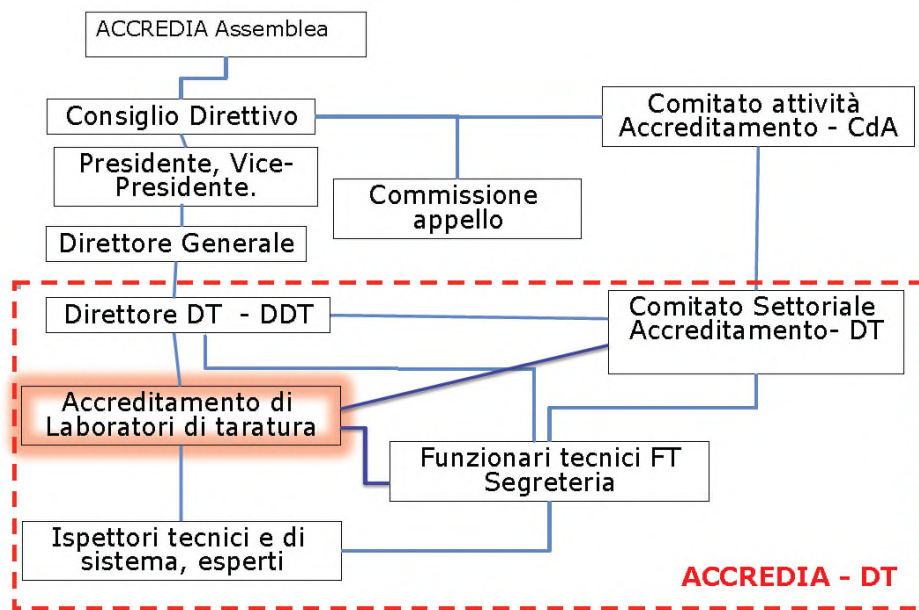 ACCREDIA Assemblea
Consiglio Direttivo
Comitato attività
Accreditamento - CdA
Presidente, Vice-
Presidente.
Commissione
appello
Direttore Generale
Direttore DT - DDT
Comitato Settoriale
Accreditamento- DT
Accreditamento di
Laboratori di taratura
Funzionari tecnici FT
Segreteria
Ispettori tecnici e di
sistema, esperti
ACCREDIA - DT